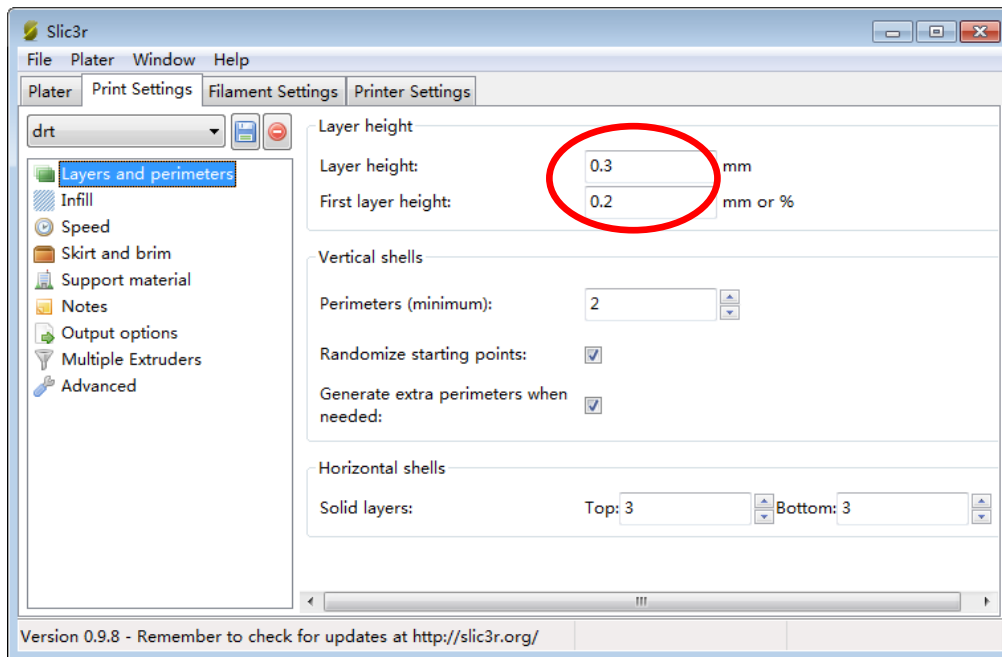 Slic3r
File Plater Window Help
Plater Print Settings Filament Settings Printer Settings
drt
Layers and perimeters
Infill
Speed
Skirt and brim
Support material
Notes
Output options
Multiple Extruders
Advanced
Layer height
Layer height: 0.3 mm
First layer height: 0.2 mm or %
Vertical shells
Perimeters (minimum): 2
Randomize starting points:
Generate extra perimeters when
needed:
Horizontal shells
Solid layers: Top: 3 Bottom: 3
Version 0.9.8 - Remember to check for updates at http://slic3r.org/